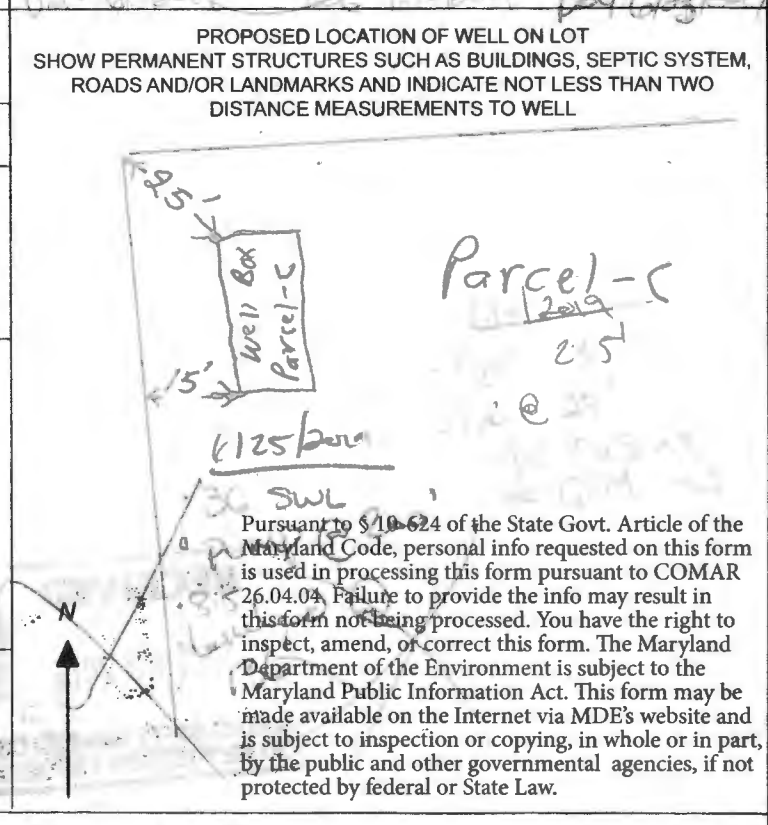 PROPOSED LOCATION OF WELL ON LOT
SHOW PERMANENT STRUCTURES SUCH AS BUILDINGS, SEPTIC SYSTEM,
ROADS AND/OR LANDMARKS AND INDICATE NOT LESS THAN TWO
DISTANCE MEASUREMENTS TO WELL
25'
Well Box
Parcel-C
15'
Parcel-C
2019
SWL
N
Pursuant to § 10-624 of the State Govt. Article of the
Maryland Code, personal info requested on this form
is used in processing this form pursuant to COMAR
26.04.04. Failure to provide the info may result in
this form not being processed. You have the right to
inspect, amend, or correct this form. The Maryland
Department of the Environment is subject to the
Maryland Public Information Act. This form may be
made available on the Internet via MDE's website and
is subject to inspection or copying, in whole or in part,
by the public and other governmental agencies, if not
protected by federal or State Law.